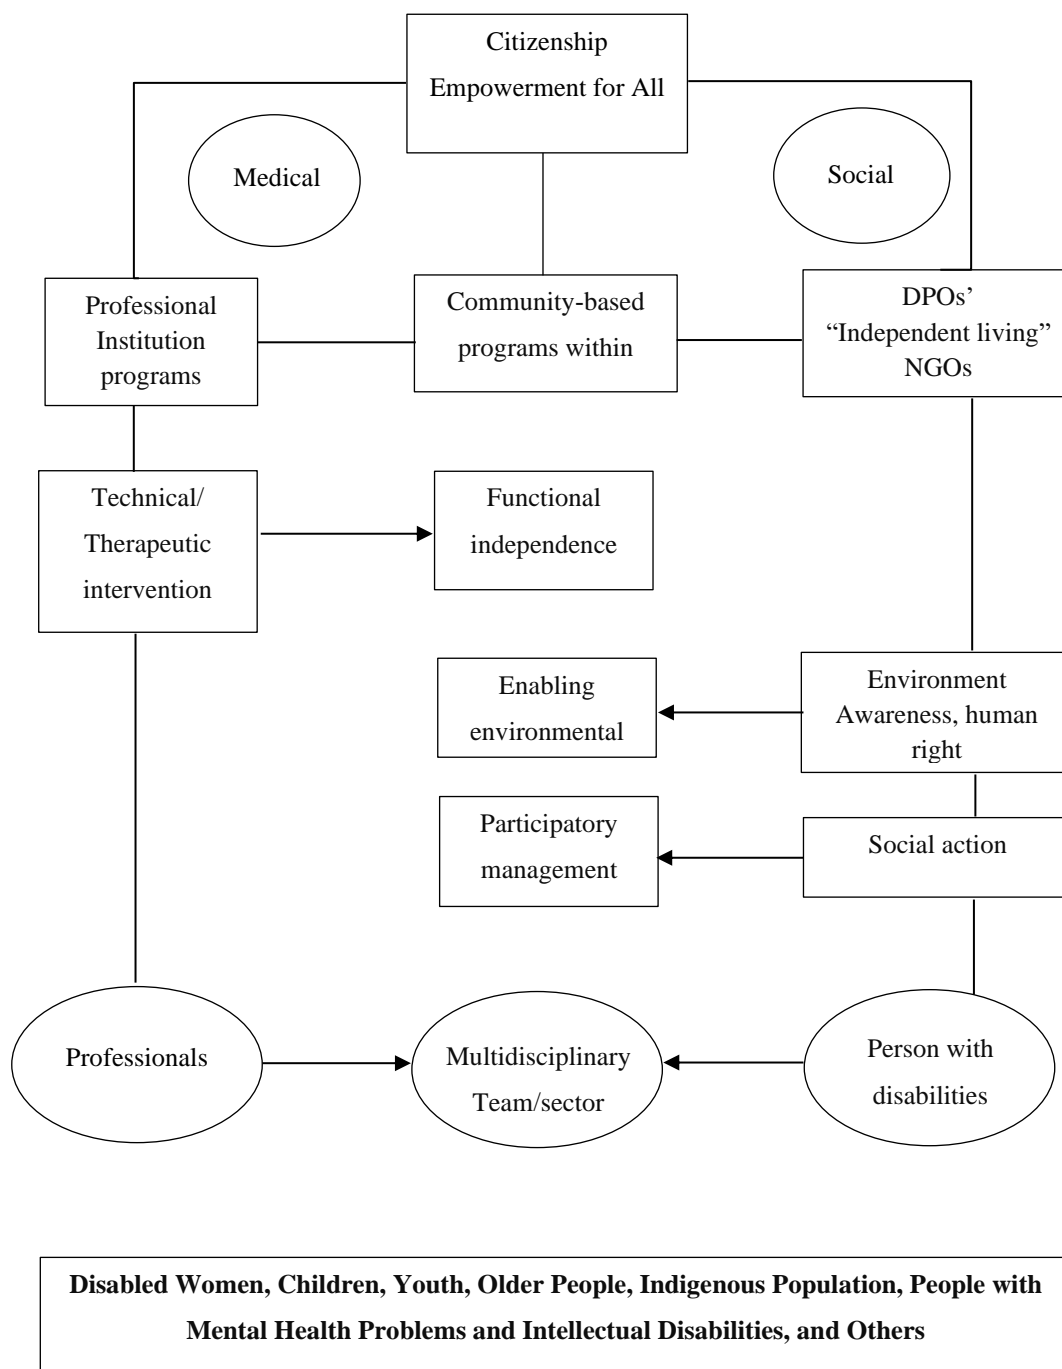 Citizenship
Empowerment for All
Medical
Social
Professional
Institution
programs
Community-based
programs within
DPOs’
“Independent living”
NGOs
Technical/
Therapeutic
intervention
Functional
independence
Enabling
environmental
Environment
Awareness, human
right
Participatory
management
Social action
Professionals
Multidisciplinary
Team/sector
Person with
disabilities
Disabled Women, Children, Youth, Older People, Indigenous Population, People with
Mental Health Problems and Intellectual Disabilities, and Others